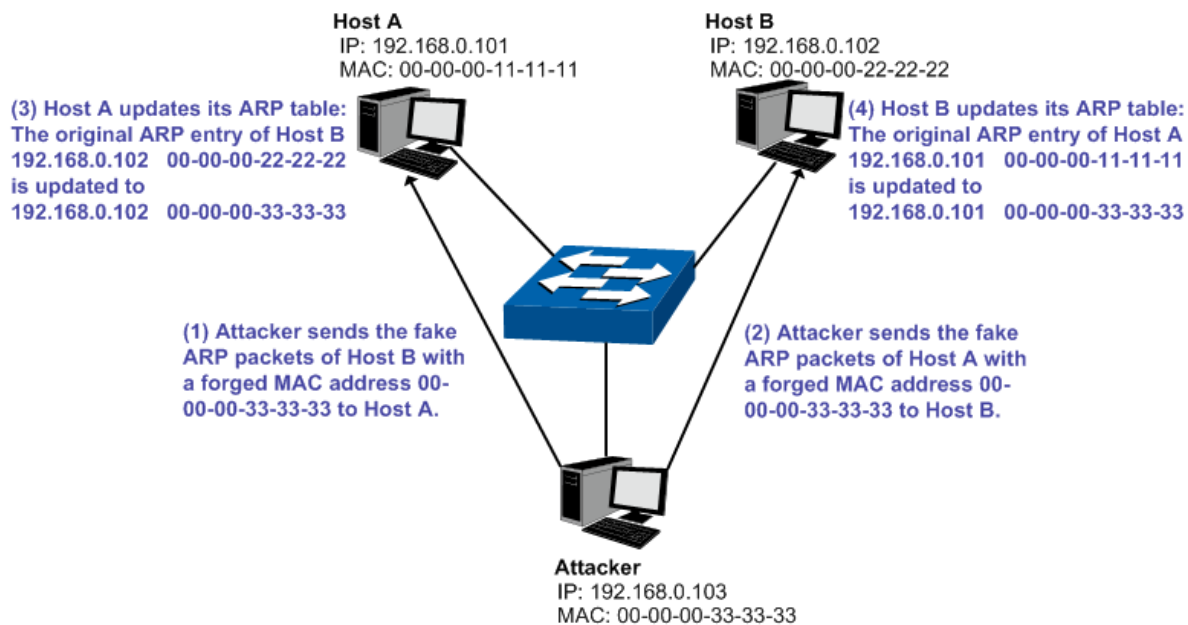 Host A
IP: 192.168.0.101
MAC: 00-00-00-11-11-11
Host B
IP: 192.168.0.102
MAC: 00-00-00-22-22-22
(3) Host A updates its ARP table:
The original ARP entry of Host B
192.168.0.102 00-00-00-22-22-22
is updated to
192.168.0.102 00-00-00-33-33-33
(4) Host B updates its ARP table:
The original ARP entry of Host A
192.168.0.101 00-00-00-11-11-11
is updated to
192.168.0.101 00-00-00-33-33-33
(1) Attacker sends the fake
ARP packets of Host B with
a forged MAC address 00-
00-00-33-33-33 to Host A.
(2) Attacker sends the fake
ARP packets of Host A with
a forged MAC address 00-
00-00-33-33-33 to Host B.
Attacker
IP: 192.168.0.103
MAC: 00-00-00-33-33-33